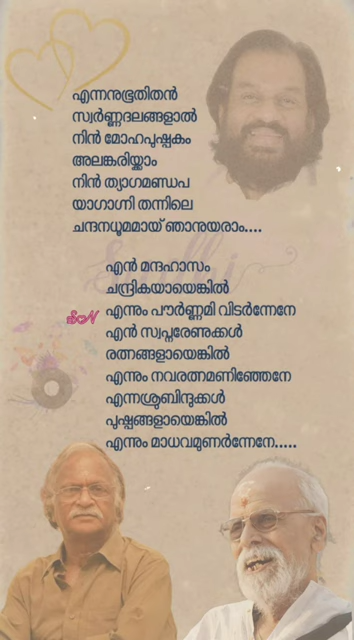 എന്നനുഭൂതിതൻ
സ്വർണ്ണദലങ്ങളാൽ
നിൻ മോഹപുഷ്പകം
അലങ്കരിയ്ക്കാം
നിൻ ത്യാഗമണ്ഡപ
യാഗാഗ്നി തന്നിലെ
ചന്ദനധൂമമായ് ഞാനുയരാം....
എൻ മന്ദഹാസം
ചന്ദ്രികയായെങ്കിൽ
എന്നും പൗർണ്ണമി വിടർന്നേനേ
എൻ സ്വപ്നരേണുക്കൾ
രത്നങ്ങളായെങ്കിൽ
എന്നും നവരത്നമണിഞ്ഞേനേ
എന്നശ്രുബിന്ദുക്കൾ
പുഷ്പങ്ങളായെങ്കിൽ
എന്നും മാധവമുണർന്നേനേ.....